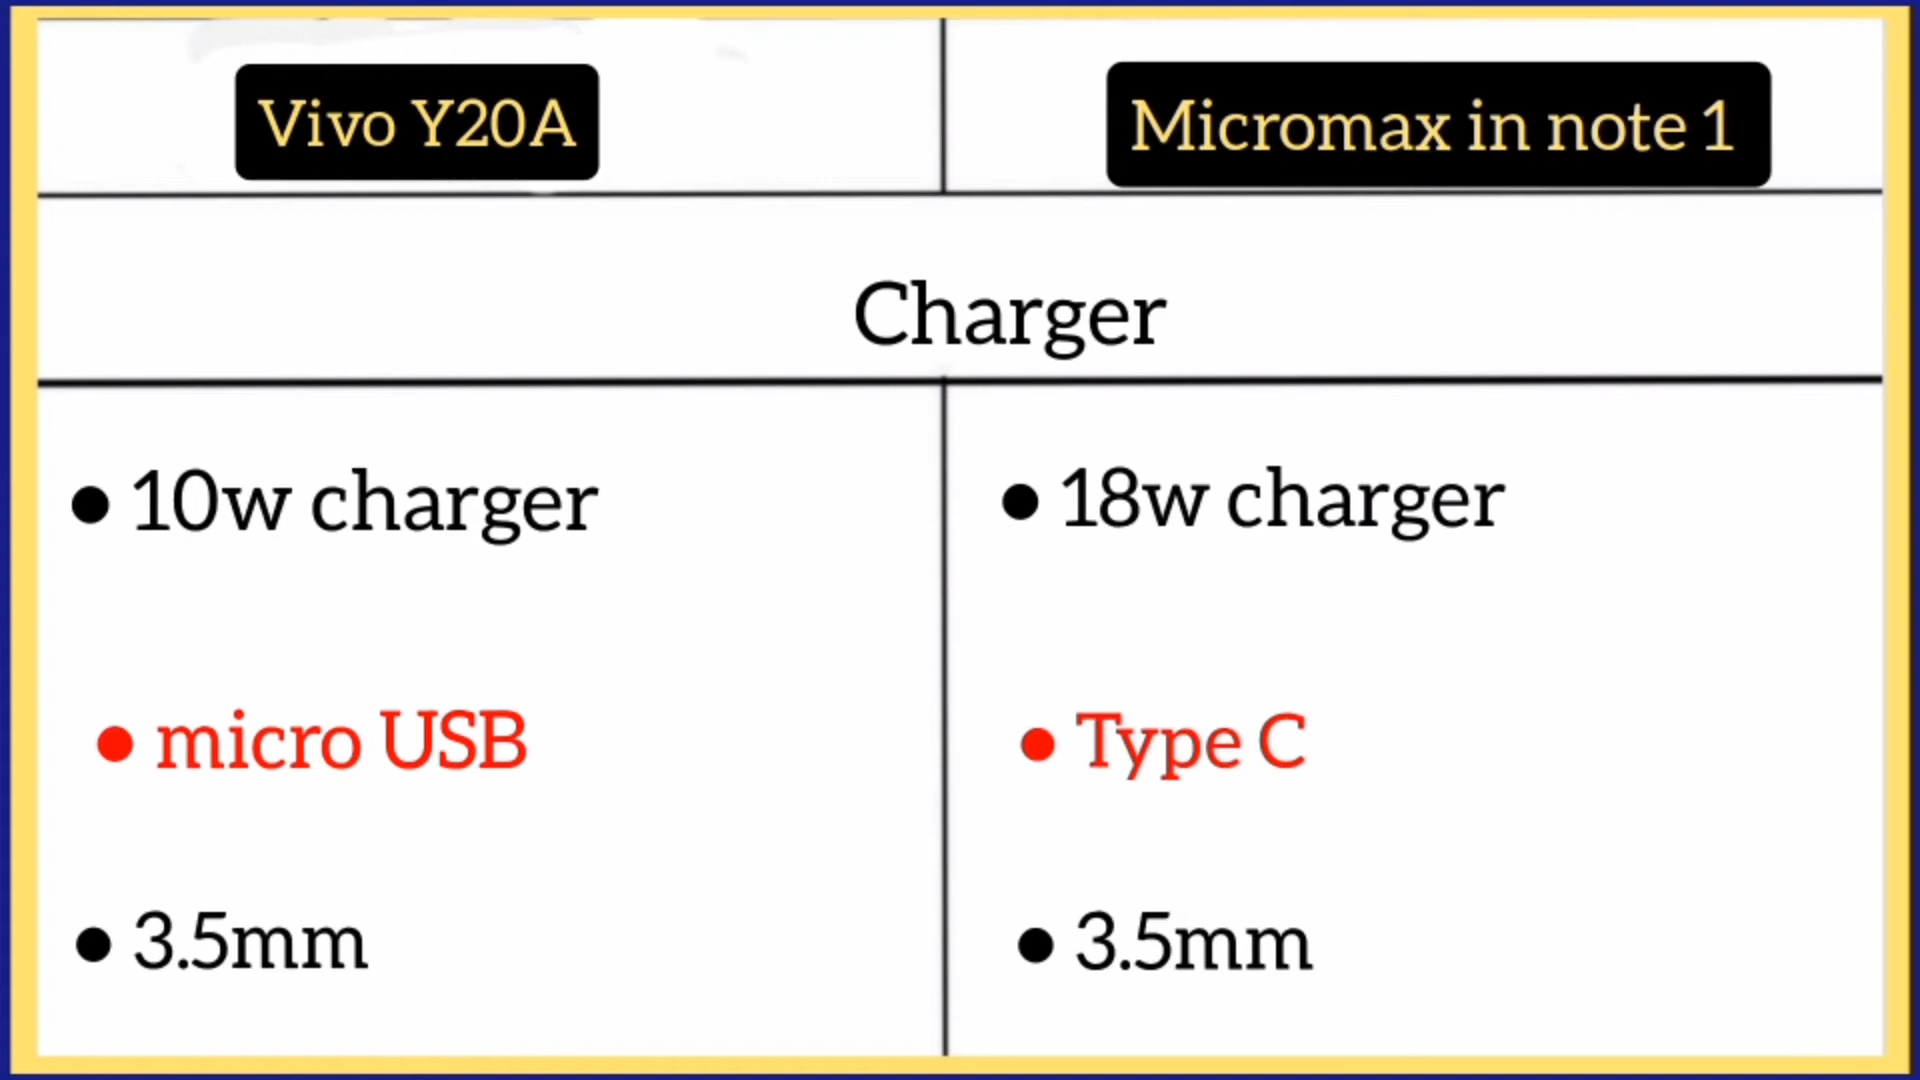 Vivo Y20A
Micromax in note 1
Charger
• 10w charger
• 18w charger
• micro USB
• Type C
• 3.5mm
• 3.5mm